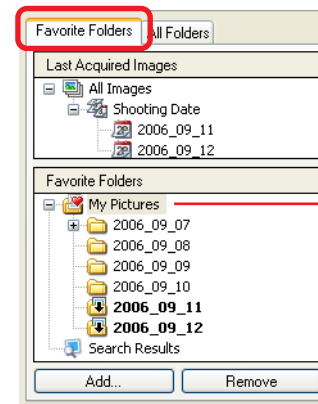 Favorite Folders All Folders
Last Acquired Images
All Images
Shooting Date
2006_09_11
2006_09_12
Favorite Folders
My Pictures
2006_09_07
2006_09_08
2006_09_09
2006_09_10
2006_09_11
2006_09_12
Search Results
Add... Remove